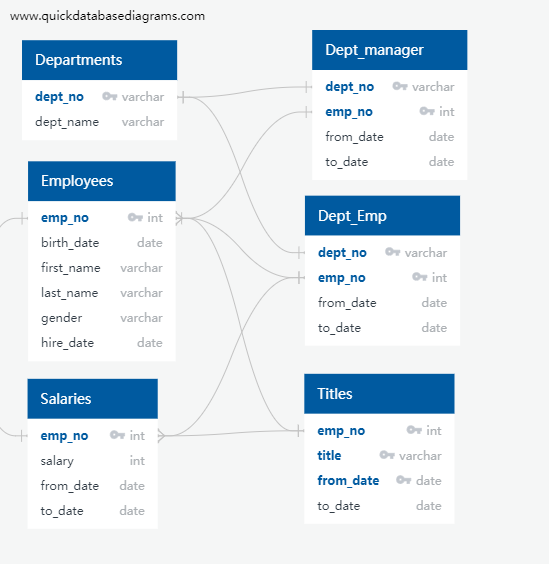 www.quickdatabasediagrams.com
Departments
dept_no varchar
dept_name varchar
Dept_manager
dept_no varchar
emp_no int
from_date date
to_date date
Employees
emp_no int
birth_date date
first_name varchar
last_name varchar
gender varchar
hire_date date
Dept_Emp
dept_no varchar
emp_no int
from_date date
to_date date
Salaries
emp_no int
salary int
from_date date
to_date date
Titles
emp_no int
title varchar
from_date date
to_date date